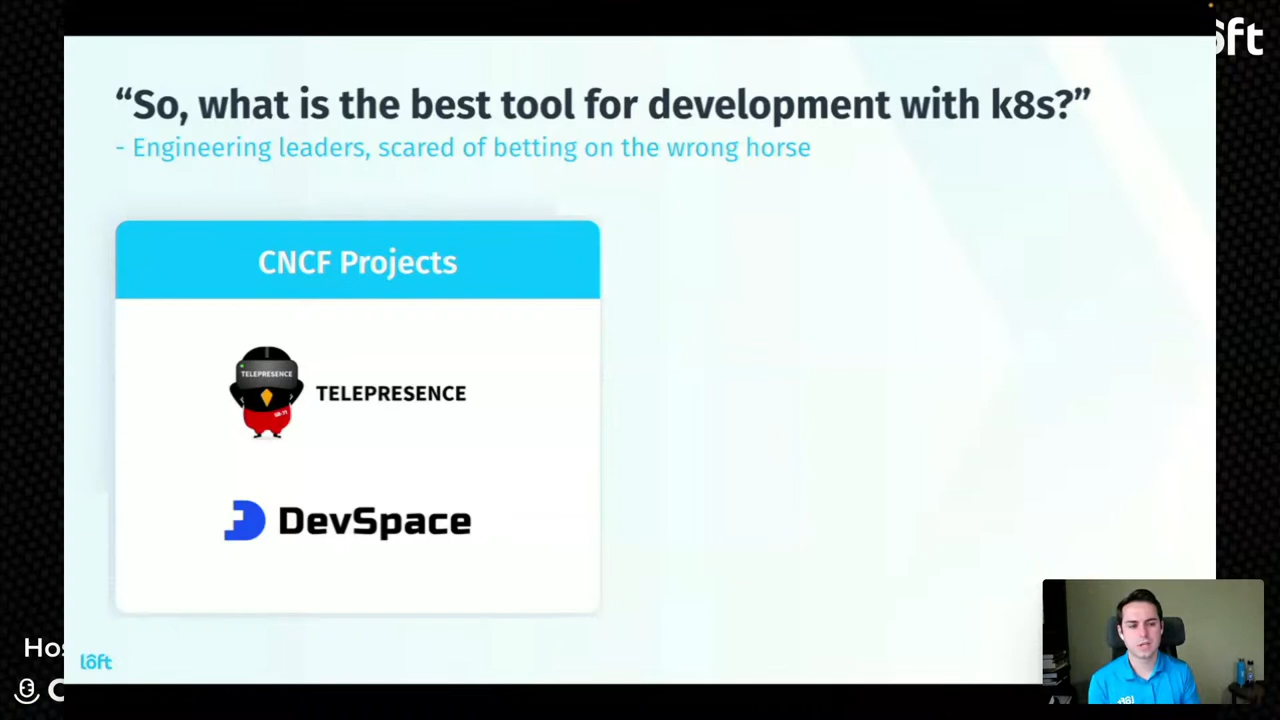 “So, what is the best tool for development with k8s?”
- Engineering leaders, scared of betting on the wrong horse
CNCF Projects
TELEPRESENCE
TELEPRESENCE
DevSpace
lôft